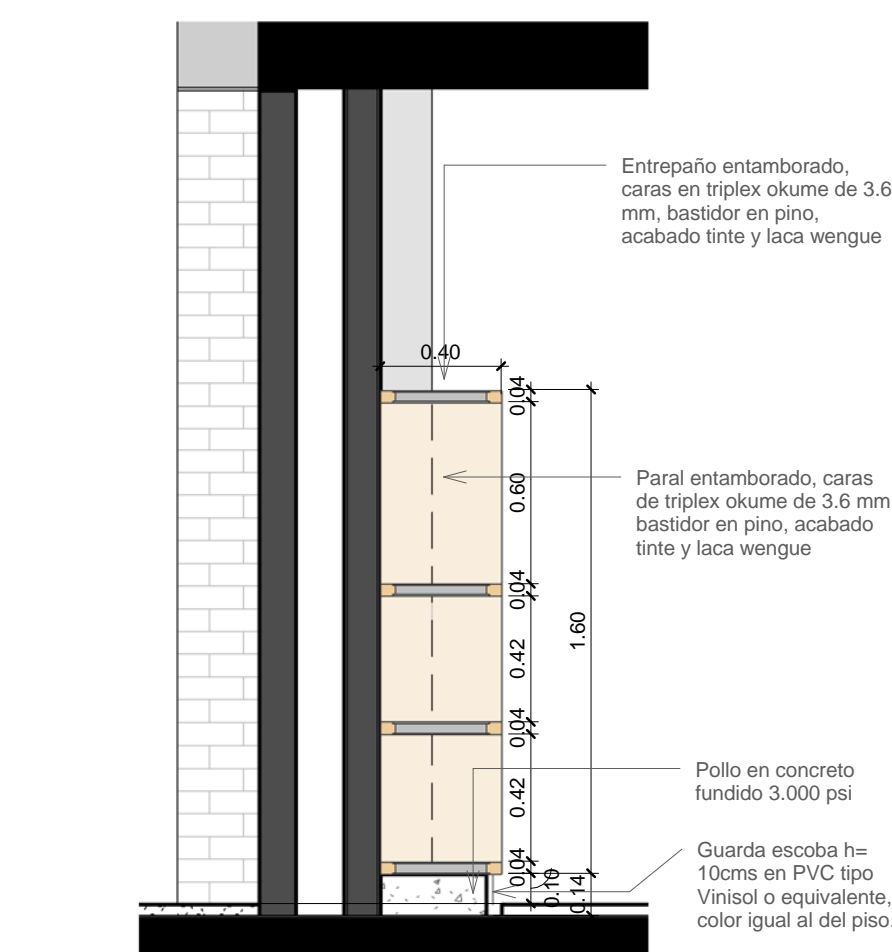 Entrepaño entamborado,
caras en triplex okume de 3.6
mm, bastidor en pino,
acabado tinte y laca wengue
0.40
0.04
0.60
Paral entamborado, caras
de triplex okume de 3.6 mm
bastidor en pino, acabado
tinte y laca wengue
0.04
0.42
1.60
0.04
0.42
Pollo en concreto
fundido 3.000 psi
0.04
0.10
0.14
Guarda escoba h=
10cms en PVC tipo
Vinisol o equivalente,
color igual al del piso.